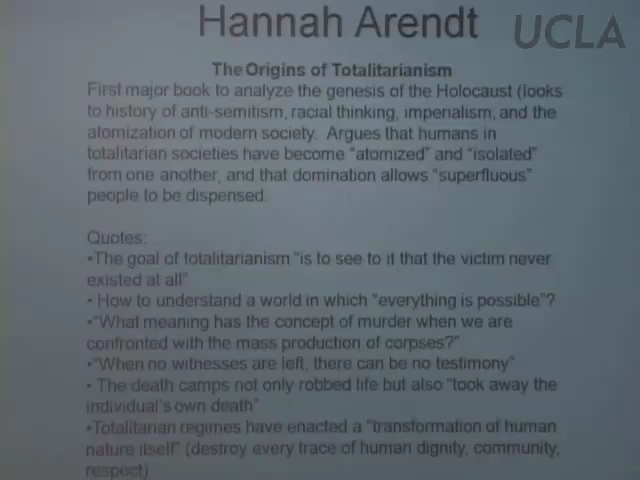 Hannah Arendt
UCLA
The Origins of Totalitarianism
First major book to analyze the genesis of the Holocaust (looks
to history of anti-semitism, racial thinking, imperialism, and the
atomization of modern society. Argues that humans in
totalitarian societies have become "atomized" and "isolated"
from one another, and that domination allows "superfluous"
people to be dispensed.
Quotes:
•The goal of totalitarianism "is to see to it that the victim never
existed at all"
• How to understand a world in which "everything is possible"?
•"What meaning has the concept of murder when we are
confronted with the mass production of corpses?"
•"When no witnesses are left, there can be no testimony"
• The death camps not only robbed life but also "took away the
individual's own death"
•Totalitarian regimes have enacted a "transformation of human
nature itself" (destroy every trace of human dignity, community,
respect)